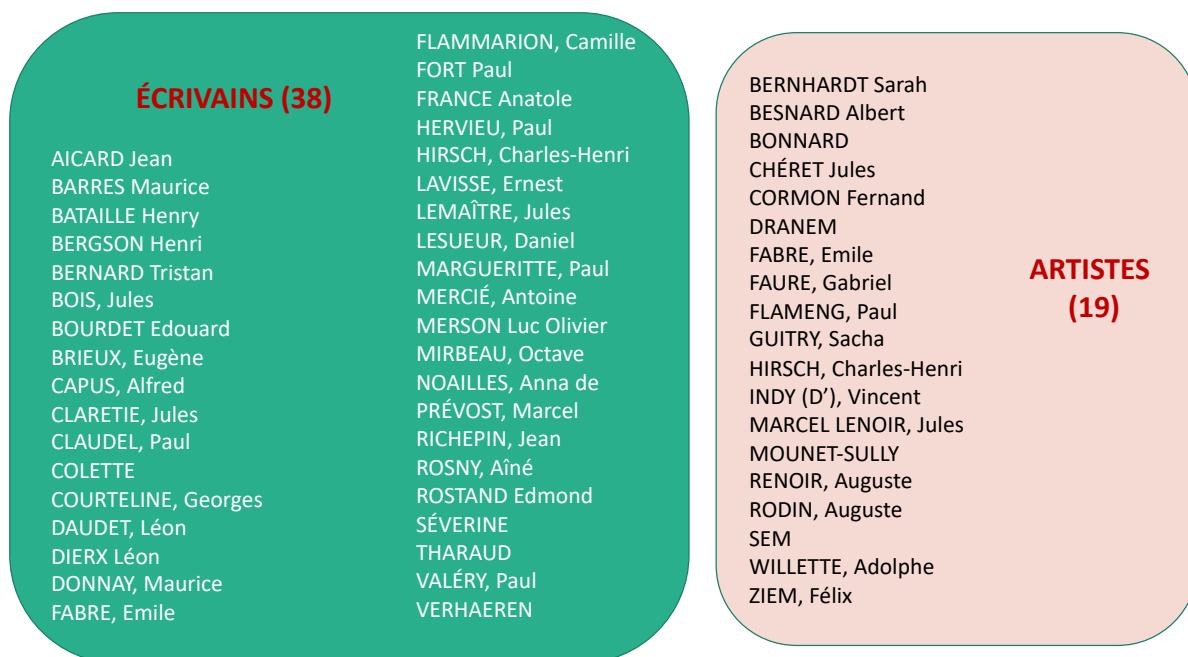 ÉCRIVAINS (38)
AICARD Jean
BARRES Maurice
BATAILLE Henry
BERGSON Henri
BERNARD Tristan
BOIS, Jules
BOURDET Edouard
BRIEUX, Eugène
CAPUS, Alfred
CLARETIE, Jules
CLAUDEL, Paul
COLETTE
COURTELINE, Georges
DAUDET, Léon
DIERX Léon
DONNAY, Maurice
FABRE, Emile
FLAMMARION, Camille
FORT Paul
FRANCE Anatole
HERVIEU, Paul
HIRSCH, Charles-Henri
LAVISSE, Ernest
LEMAÎTRE, Jules
LESUEUR, Daniel
MARGUERITTE, Paul
MERCIÉ, Antoine
MERSON Luc Olivier
MIRBEAU, Octave
NOAILLES, Anna de
PRÉVOST, Marcel
RICHEPIN, Jean
ROSNY, Aîné
ROSTAND Edmond
SÉVERINE
THARAUD
VALÉRY, Paul
VERHAEREN
BERNHARDT Sarah
BESNARD Albert
BONNARD
CHÉRET Jules
CORMON Fernand
DRANEM
FABRE, Emile
FAURE, Gabriel
FLAMENG, Paul
GUITRY, Sacha
HIRSCH, Charles-Henri
INDY (D’), Vincent
MARCEL LENOIR, Jules
MOUNET-SULLY
RENOIR, Auguste
RODIN, Auguste
SEM
WILLETTE, Adolphe
ZIEM, Félix
ARTISTES
(19)